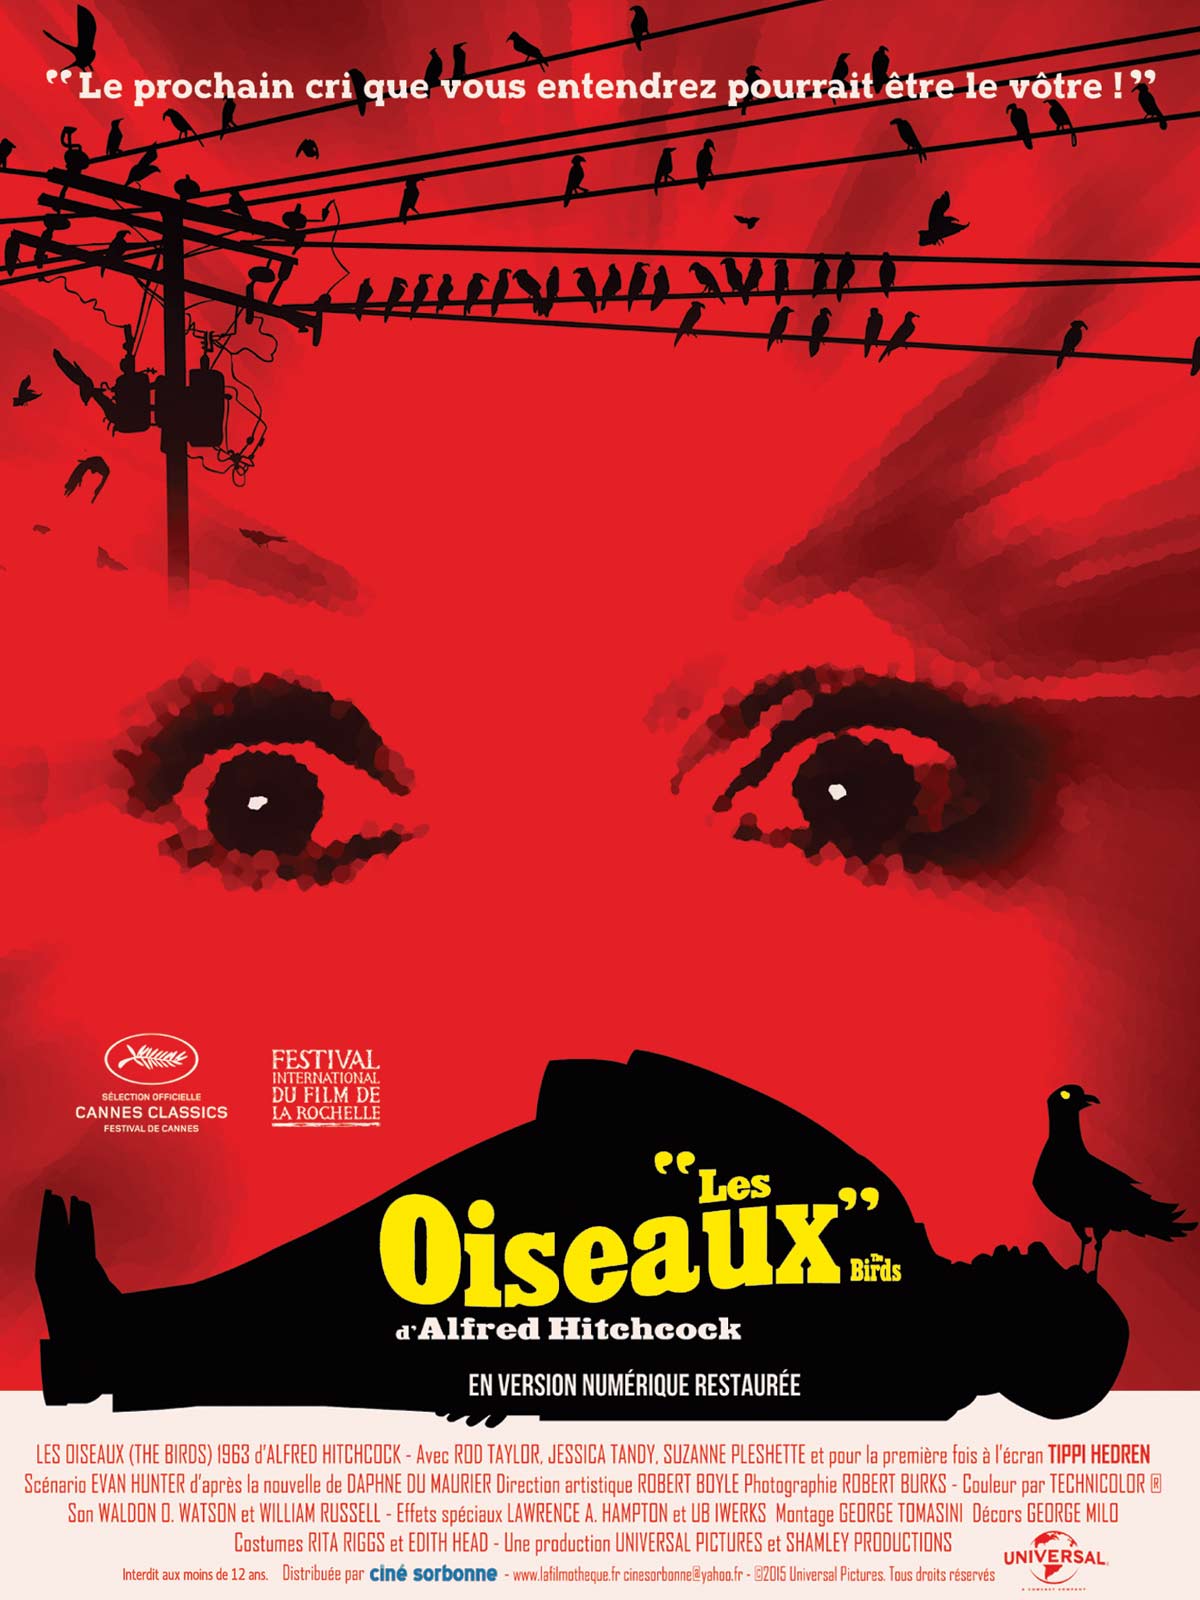 “Le prochain cri que vous entendrez pourrait être le vôtre !”
SÉLECTION OFFICIELLE
CANNES CLASSICS
FESTIVAL DE CANNES
FESTIVAL
INTERNATIONAL
DU FILM DE
LA ROCHELLE
“Les
Oiseaux”
The
Birds
d'Alfred Hitchcock
EN VERSION NUMÉRIQUE RESTAURÉE
LES OISEAUX (THE BIRDS) 1963 d'ALFRED HITCHCOCK - Avec ROD TAYLOR, JESSICA TANDY, SUZANNE PLESHETTE et pour la première fois à l'écran TIPPI HEDREN
Scénario EVAN HUNTER d'après la nouvelle de DAPHNE DU MAURIER Direction artistique ROBERT BOYLE Photographie ROBERT BURKS - Couleur par TECHNICOLOR ®
Son WALDON O. WATSON et WILLIAM RUSSELL - Effets spéciaux LAWRENCE A. HAMPTON et UB IWERKS Montage GEORGE TOMASINI Décors GEORGE MILO
Costumes RITA RIGGS et EDITH HEAD - Une production UNIVERSAL PICTURES et SHAMLEY PRODUCTIONS
UNIVERSAL
A COMCAST COMPANY
Interdit aux moins de 12 ans. Distribuée par ciné sorbonne - www.lafilmotheque.fr cinesorbonne@yahoo.fr - ©2015 Universal Pictures. Tous droits réservés